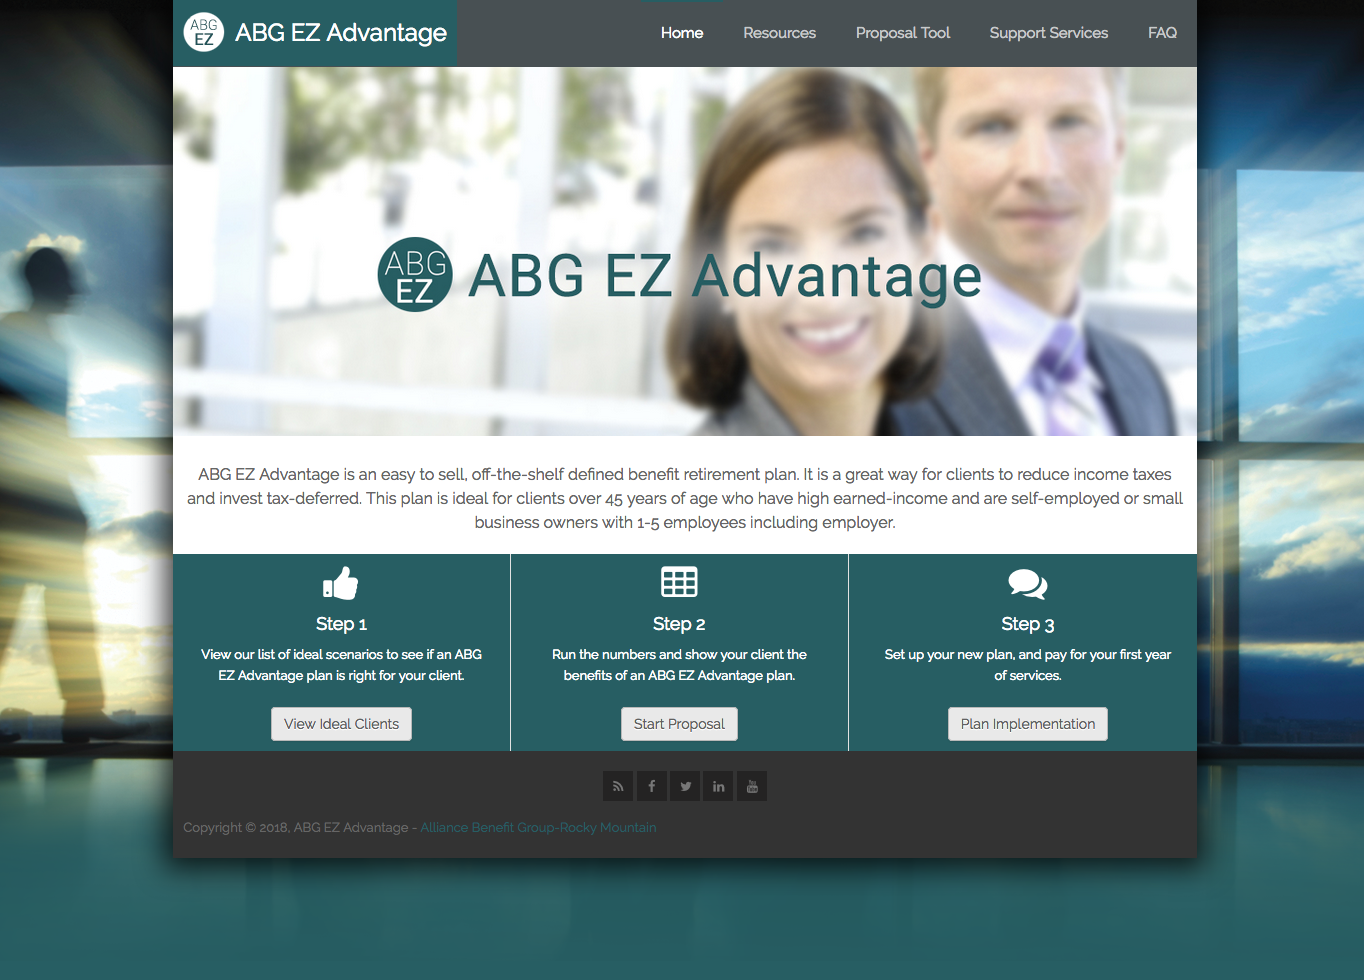 ABG
EZ
ABG EZ Advantage
Home
Resources
Proposal Tool
Support Services
FAQ
ABG
EZ
ABG EZ Advantage
ABG EZ Advantage is an easy to sell, off-the-shelf defined benefit retirement plan. It is a great way for clients to reduce income taxes
and invest tax-deferred. This plan is ideal for clients over 45 years of age who have high earned-income and are self-employed or small
business owners with 1-5 employees including employer.
Step 1
View our list of ideal scenarios to see if an ABG
EZ Advantage plan is right for your client.
View Ideal Clients
Step 2
Run the numbers and show your client the
benefits of an ABG EZ Advantage plan.
Start Proposal
Step 3
Set up your new plan, and pay for your first year
of services.
Plan Implementation
Copyright © 2018, ABG EZ Advantage - Alliance Benefit Group-Rocky Mountain